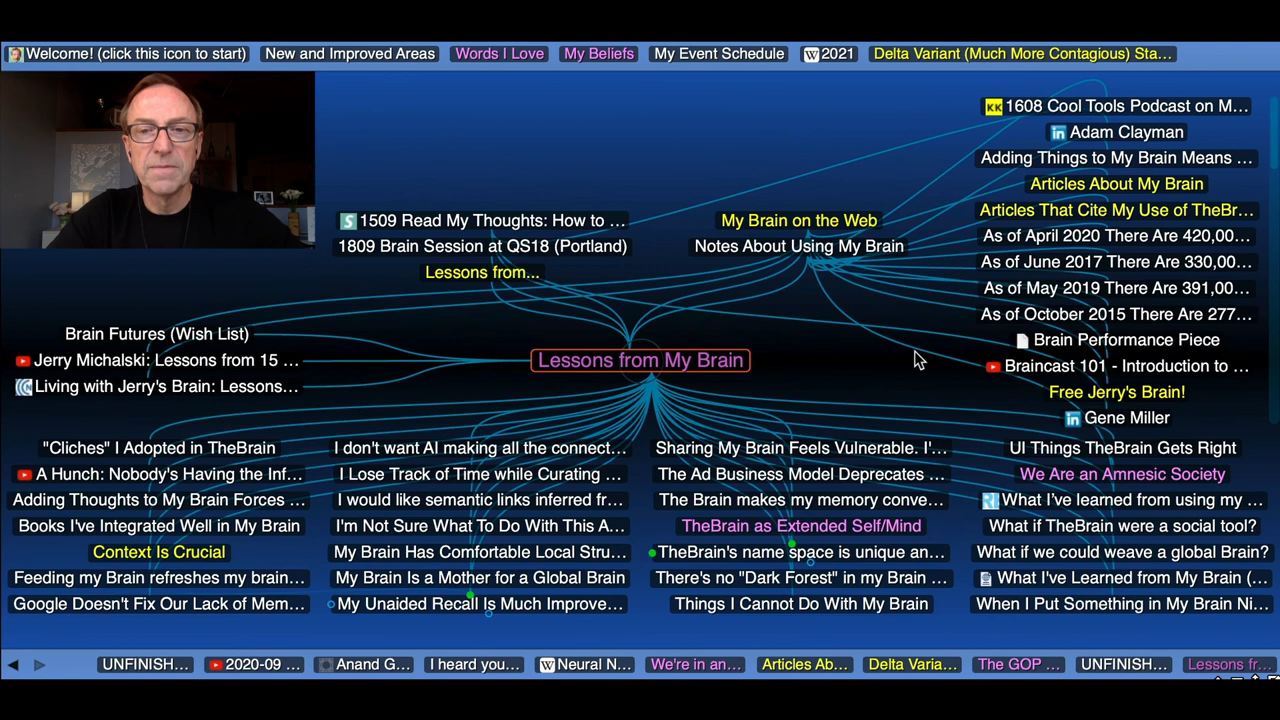 Welcome! (click this icon to start)
New and Improved Areas
Words I Love
My Beliefs
My Event Schedule
W 2021
Delta Variant (Much More Contagious) Sta...
S 1509 Read My Thoughts: How to ...
1809 Brain Session at QS18 (Portland)
Lessons from...
My Brain on the Web
Notes About Using My Brain
KK 1608 Cool Tools Podcast on M...
in Adam Clayman
Adding Things to My Brain Means ...
Articles About My Brain
Articles That Cite My Use of TheBr...
As of April 2020 There Are 420,00...
As of June 2017 There Are 330,00...
As of May 2019 There Are 391,00...
As of October 2015 There Are 277...
Brain Performance Piece
Braincast 101 - Introduction to ...
Free Jerry's Brain!
in Gene Miller
Brain Futures (Wish List)
Jerry Michalski: Lessons from 15 ...
Living with Jerry's Brain: Lessons...
Lessons from My Brain
"Cliches" I Adopted in TheBrain
A Hunch: Nobody's Having the Inf...
Adding Thoughts to My Brain Forces ...
Books I've Integrated Well in My Brain
Context Is Crucial
Feeding my Brain refreshes my brain...
Google Doesn't Fix Our Lack of Mem...
I don't want AI making all the connect...
I Lose Track of Time while Curating ...
I would like semantic links inferred fr...
I'm Not Sure What To Do With This A...
My Brain Has Comfortable Local Stru...
My Brain Is a Mother for a Global Brain
My Unaided Recall Is Much Improve...
Sharing My Brain Feels Vulnerable. I'...
The Ad Business Model Deprecates ...
The Brain makes my memory conve...
TheBrain as Extended Self/Mind
TheBrain's name space is unique an...
There's no "Dark Forest" in my Brain ...
Things I Cannot Do With My Brain
UI Things TheBrain Gets Right
We Are an Amnesic Society
What I've learned from using my ...
What if TheBrain were a social tool?
What if we could weave a global Brain?
What I've Learned from My Brain (...
When I Put Something in My Brain Ni...
UNFINISH...
2020-09 ...
Anand G...
I heard you...
W Neural N...
We're in an...
Articles Ab...
Delta Varia...
The GOP ...
UNFINISH...
Lessons fr...